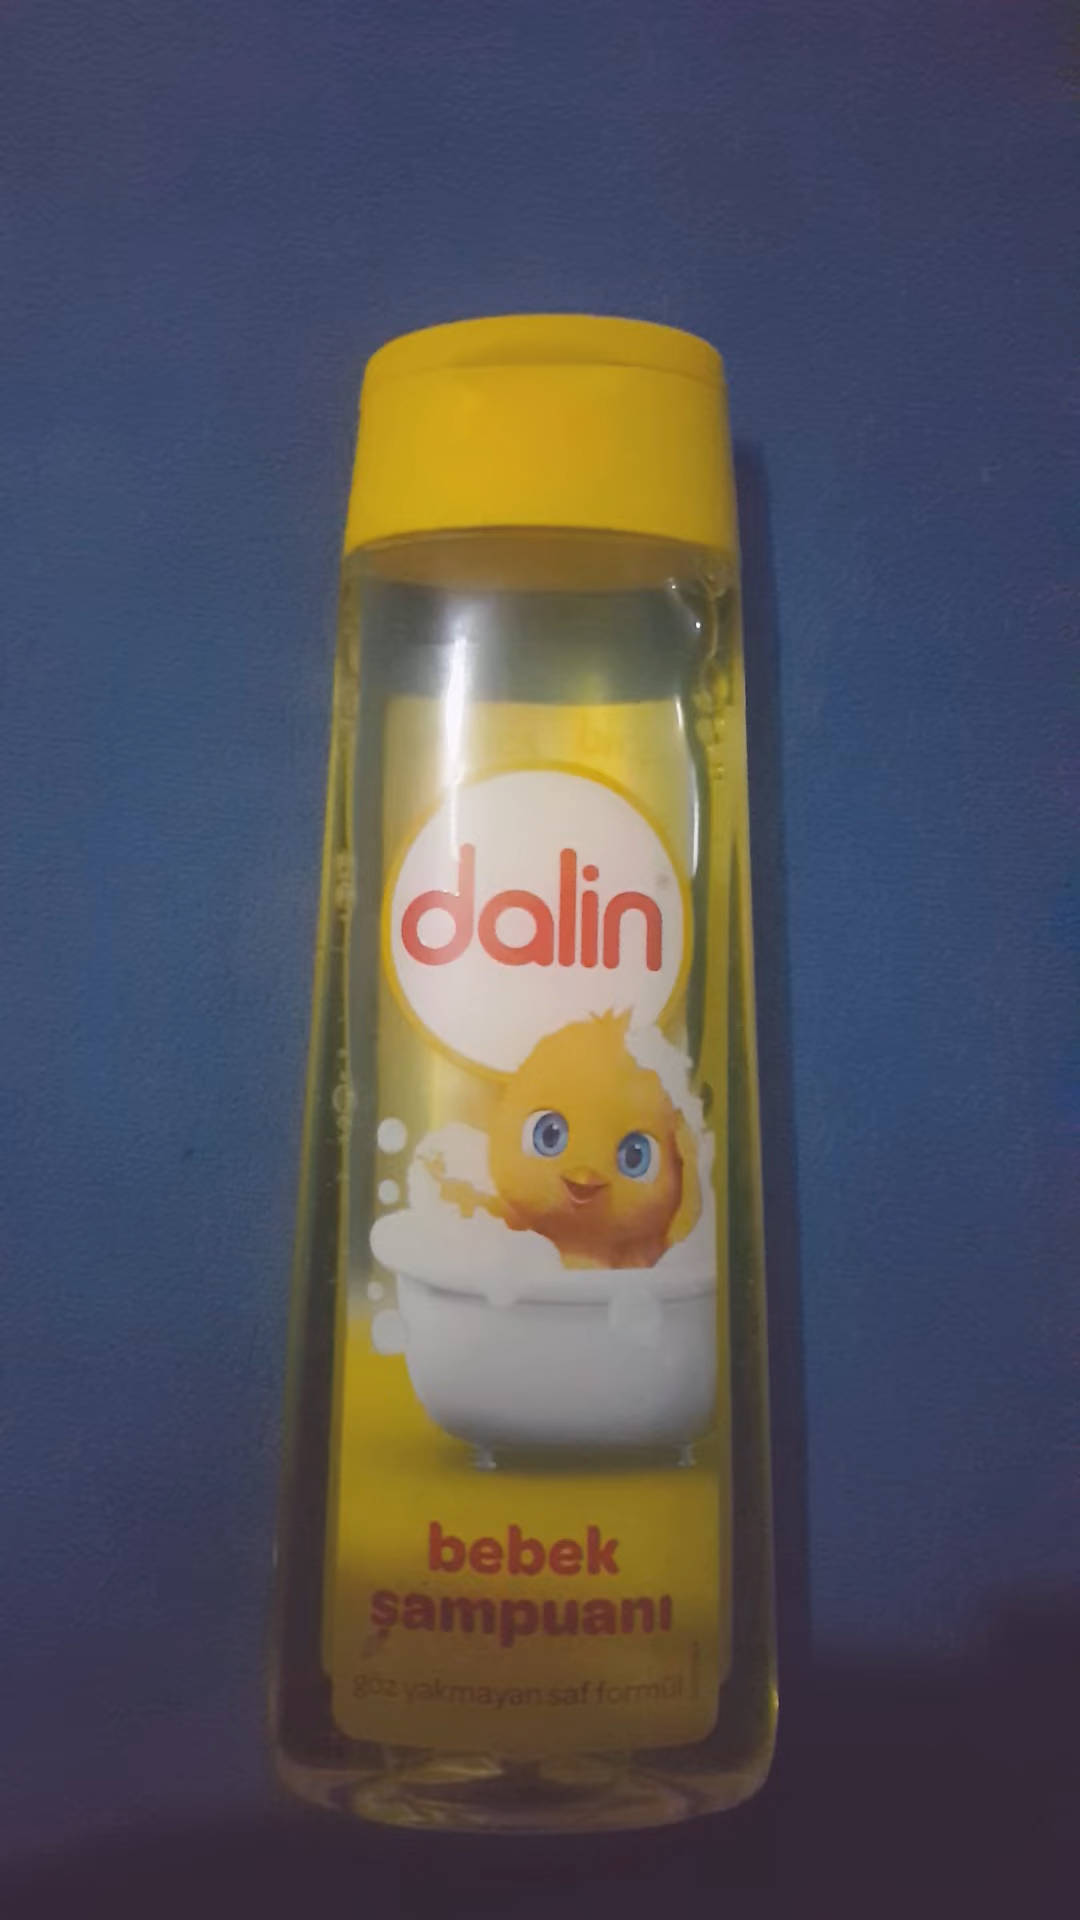 dalin
bebek
şampuanı
göz yakmayan saf formül